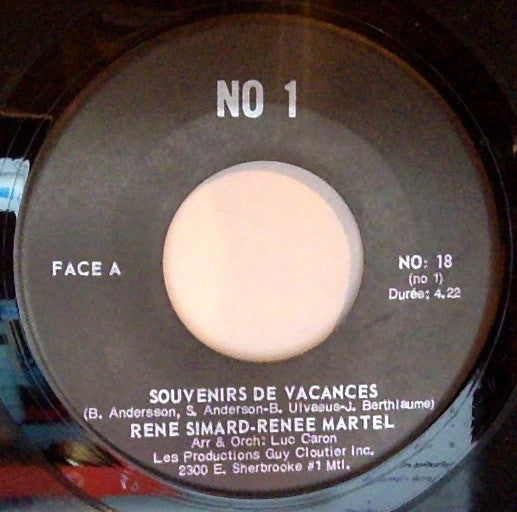 NO 1
FACE A
NO: 18
(no 1)
Durée: 4.22
SOUVENIRS DE VACANCES
(B. Andersson, S. Anderson-B. Ulvasus-J. Berthiaume)
RENE SIMARD-RENEE MARTEL
Arr & Orch: Luc Caron
Les Productions Guy Cloutier Inc.
2300 E. Sherbrooke #1 Mtl.